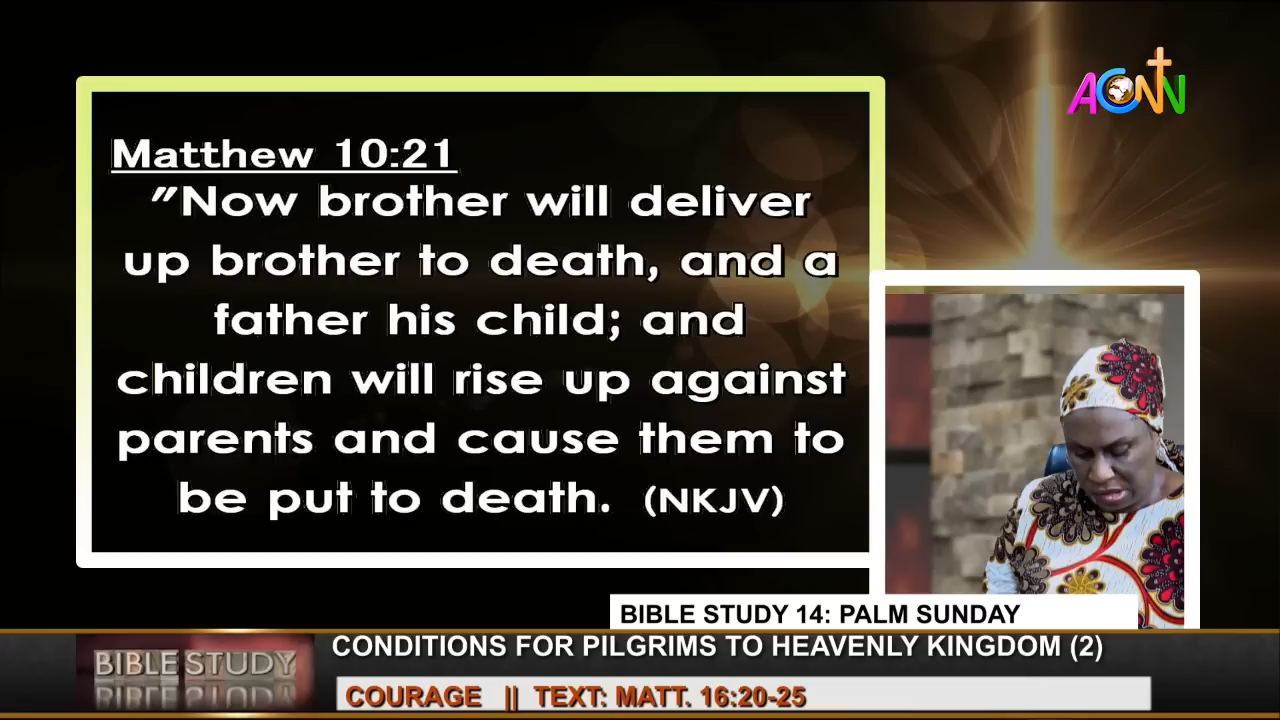 ACNN
Matthew 10:21
"Now brother will deliver
up brother to death, and a
father his child; and
children will rise up against
parents and cause them to
be put to death. (NKJV)
BIBLE STUDY 14: PALM SUNDAY
CONDITIONS FOR PILGRIMS TO HEAVENLY KINGDOM (2)
BIBLE STUDY
COURAGE || TEXT: MATT. 16:20-25